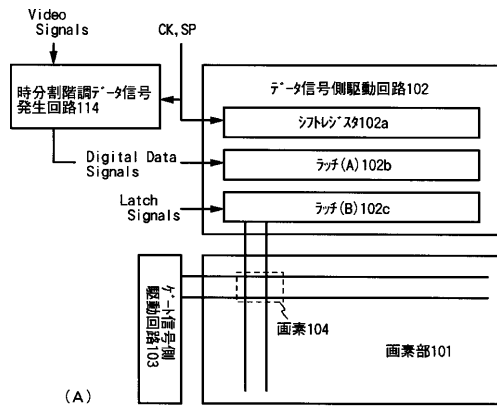 Video
Signals
CK,SP
時分割階調データ信号
発生回路114
データ信号側駆動回路102
シフトレジスタ102a
Digital Data
Signals
ラッチ(A)102b
Latch
Signals
ラッチ(B)102c
ゲート信号側
駆動回路103
画素104
画素部101
(A)